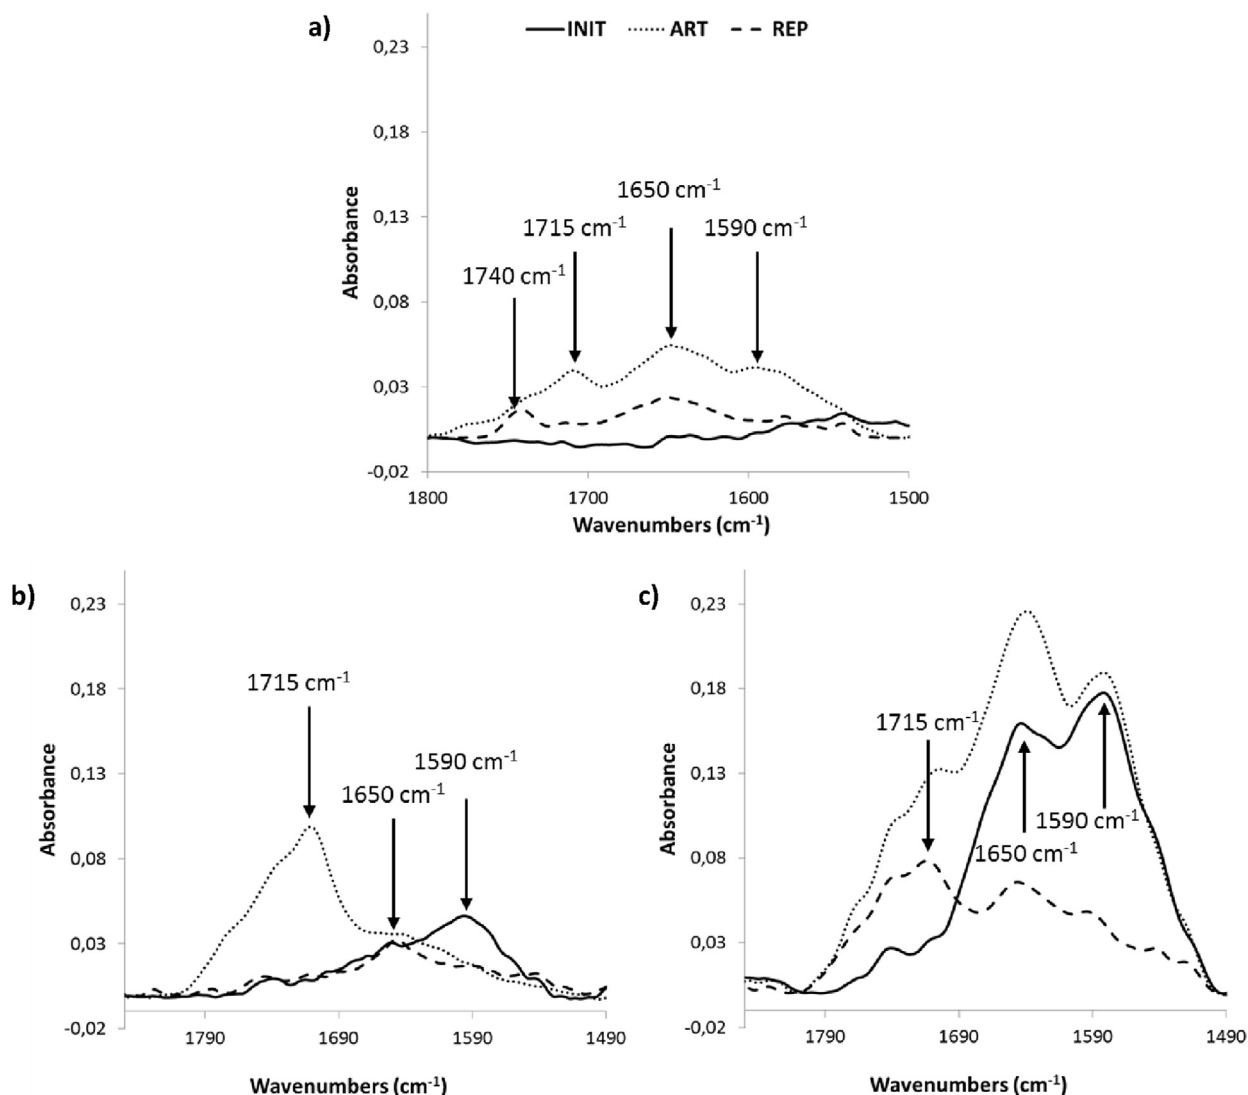 a)
INIT ART REP
0,23
0,18
0,13
0,08
0,03
-0,02
Absorbance
1650 cm⁻¹
1715 cm⁻¹
1590 cm⁻¹
1740 cm⁻¹
1800 1700 1600 1500
Wavenumbers (cm⁻¹)
b)
0,23
0,18
0,13
0,08
0,03
-0,02
Absorbance
1715 cm⁻¹
1590 cm⁻¹
1650 cm⁻¹
1790 1690 1590 1490
Wavenumbers (cm⁻¹)
c)
0,23
0,18
0,13
0,08
0,03
-0,02
Absorbance
1715 cm⁻¹
1590 cm⁻¹
1650 cm⁻¹
1790 1690 1590 1490
Wavenumbers (cm⁻¹)